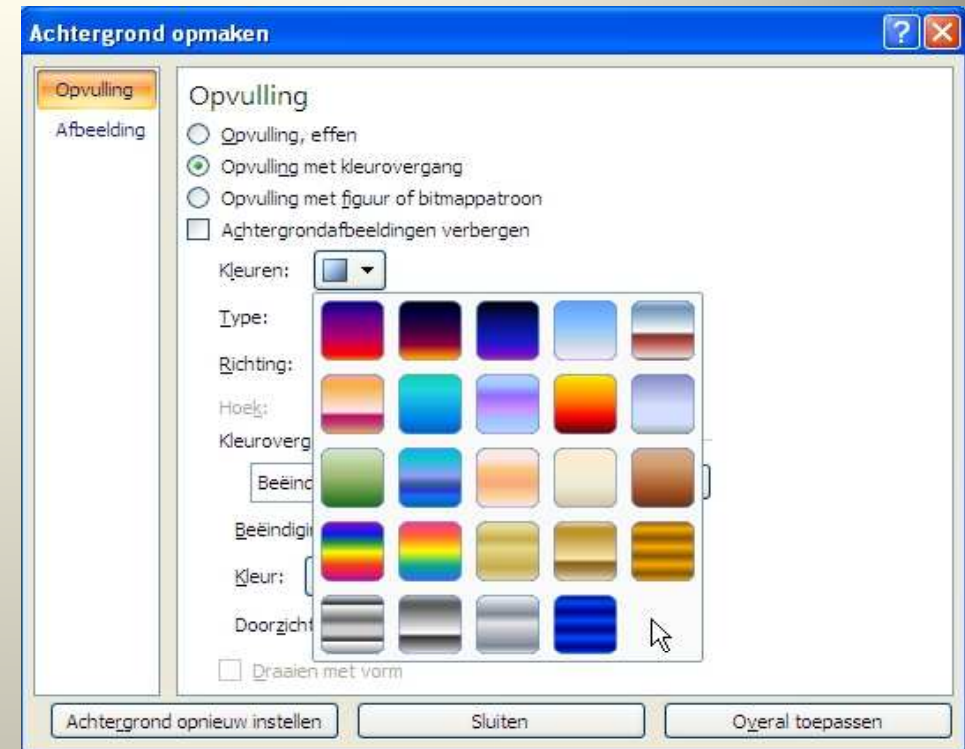 Achtergrond opmaken
Opvulling
Afbeelding
Opvulling
Opvulling, effen
Opvulling met kleurovergang
Opvulling met figuur of bitmappatroon
Achtergrondafbeeldingen verbergen
Kleuren:
Type:
Richting:
Hoek:
Kleuroverg
Beëind
Beëindigin
Kleur:
Doorzicht
Draaien met vorm
Achtergrond opnieuw instellen
Sluiten
Overal toepassen